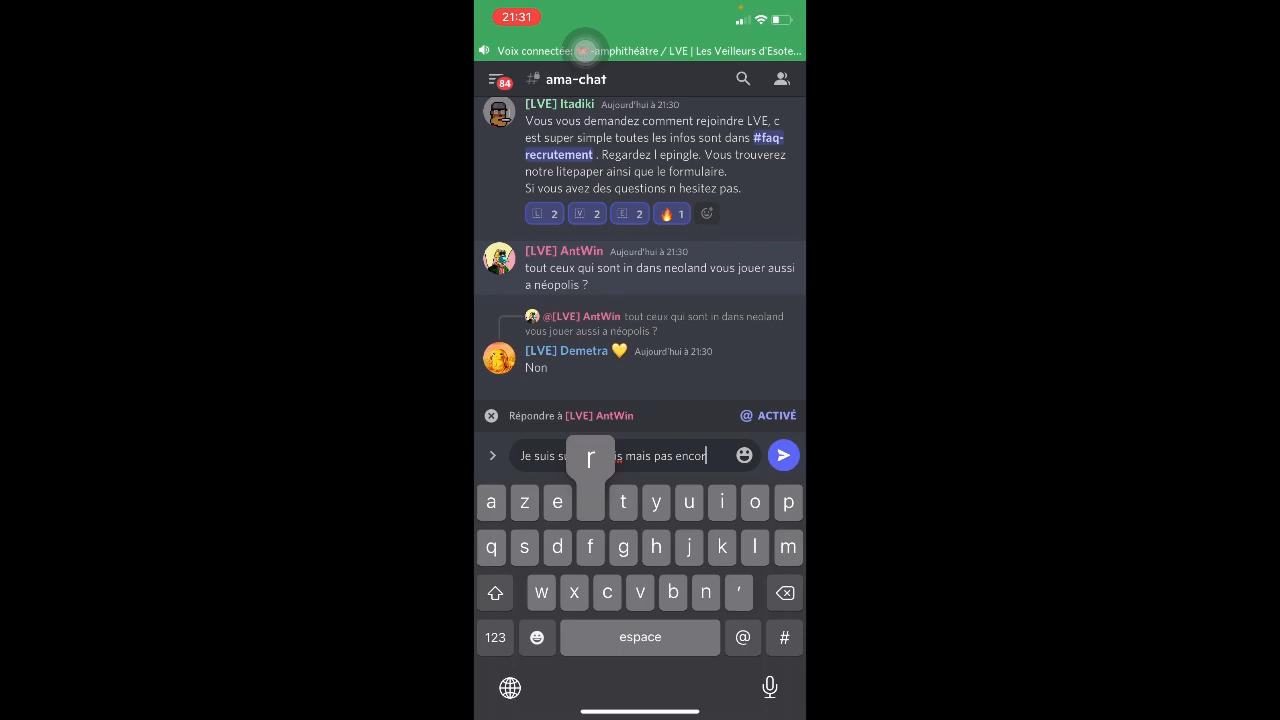 21:31
Voix connectée: -amphithéâtre / LVE | Les Veilleurs d'Esote...
84
ama-chat
[LVE] Itadiki Aujourd'hui à 21:30
Vous vous demandez comment rejoindre LVE, c
est super simple toutes les infos sont dans #faq-
recrutement . Regardez l epingle. Vous trouverez
notre litepaper ainsi que le formulaire.
Si vous avez des questions n hesitez pas.
L 2 V 2 E 2 🔥 1
[LVE] AntWin Aujourd'hui à 21:30
tout ceux qui sont in dans neoland vous jouer aussi
a néopolis ?
@[LVE] AntWin tout ceux qui sont in dans neoland
vous jouer aussi a néopolis ?
[LVE] Demetra 💛 Aujourd'hui à 21:30
Non
Répondre à [LVE] AntWin @ ACTIVÉ
Je suis mais pas encor
r
a z e t y u i o p
q s d f g h j k l m
w x c v b n '
123 espace @ #